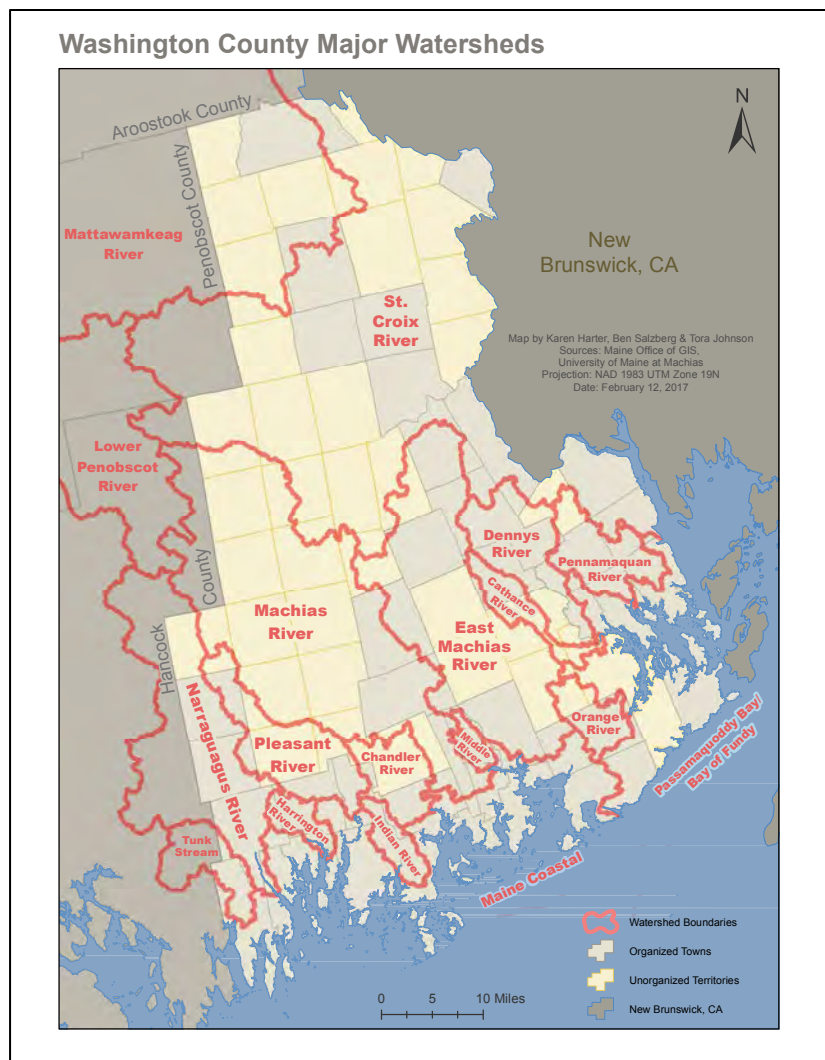 Washington County Major Watersheds
N
Aroostook County
Penobscot County
Mattawamkeag
River
New
Brunswick, CA
St.
Croix
River
Map by Karen Harter, Ben Salzberg & Tora Johnson
Sources: Maine Office of GIS,
University of Maine at Machias
Projection: NAD 1983 UTM Zone 19N
Date: February 12, 2017
Lower
Penobscot
River
Dennys
River
Pennamaquan
River
Cathance
River
Hancock County
Machias
River
East
Machias
River
Narraguagus River
Pleasant
River
Chandler
River
Middle
River
Orange
River
Passamaquoddy Bay/
Bay of Fundy
Harrington
River
Indian River
Tunk
Stream
Maine Coastal
Watershed Boundaries
Organized Towns
Unorganized Territories
New Brunswick, CA
0 5 10 Miles